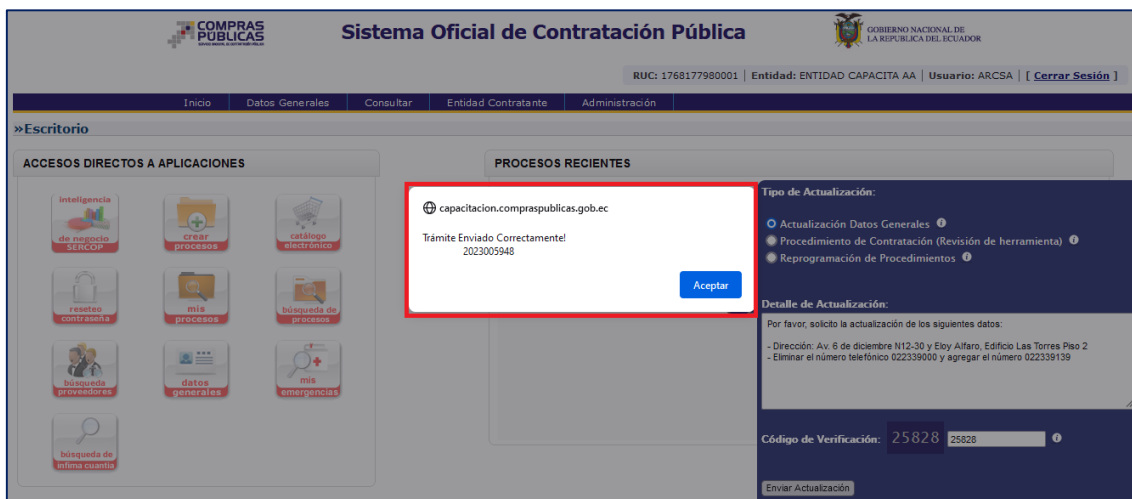 COMPRAS
PÚBLICAS
Sistema Oficial de Contratación Pública
GOBIERNO NACIONAL DE
LA REPUBLICA DEL ECUADOR
RUC: 1768177980001 | Entidad: ENTIDAD CAPACITA AA | Usuario: ARCSA | [ Cerrar Sesión ]
Inicio | Datos Generales | Consultar | Entidad Contratante | Administración
»Escritorio
ACCESOS DIRECTOS A APLICACIONES
inteligencia
de negocio
SERCOP
crear
procesos
catálogo
electrónico
reseteo
contraseña
mis
procesos
búsqueda de
procesos
búsqueda
proveedores
datos
generales
mis
emergencias
búsqueda de
ínfima cuantía
PROCESOS RECIENTES
capacitacion.compraspublicas.gob.ec
Trámite Enviado Correctamente!
2023005948
Aceptar
Tipo de Actualización:
Actualización Datos Generales
Procedimiento de Contratación (Revisión de herramienta)
Reprogramación de Procedimientos
Detalle de Actualización:
Por favor, solicito la actualización de los siguientes datos:
- Dirección: Av. 6 de diciembre N12-30 y Eloy Alfaro, Edificio Las Torres Piso 2
- Eliminar el número telefónico 022339000 y agregar el número 022339139
Código de Verificación: 25828 25828
Enviar Actualización